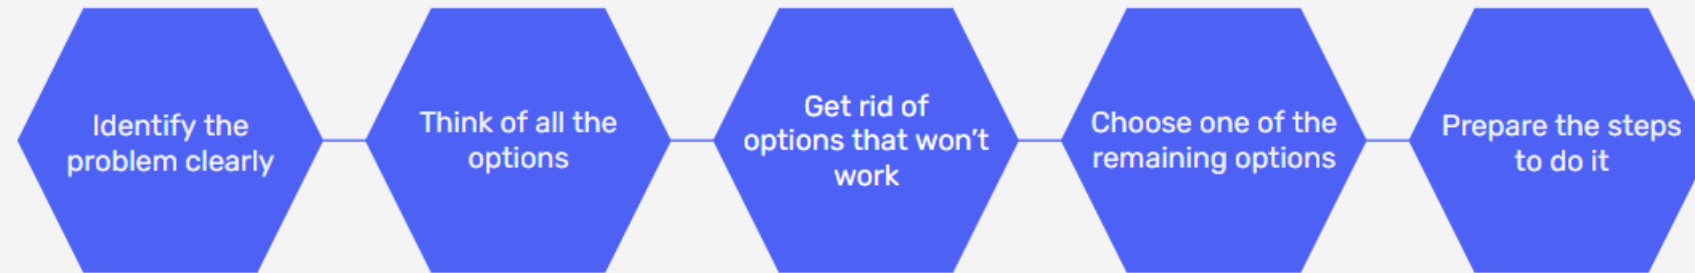 Identify the
problem clearly
Think of all the
options
Get rid of
options that won't
work
Choose one of the
remaining options
Prepare the steps
to do it